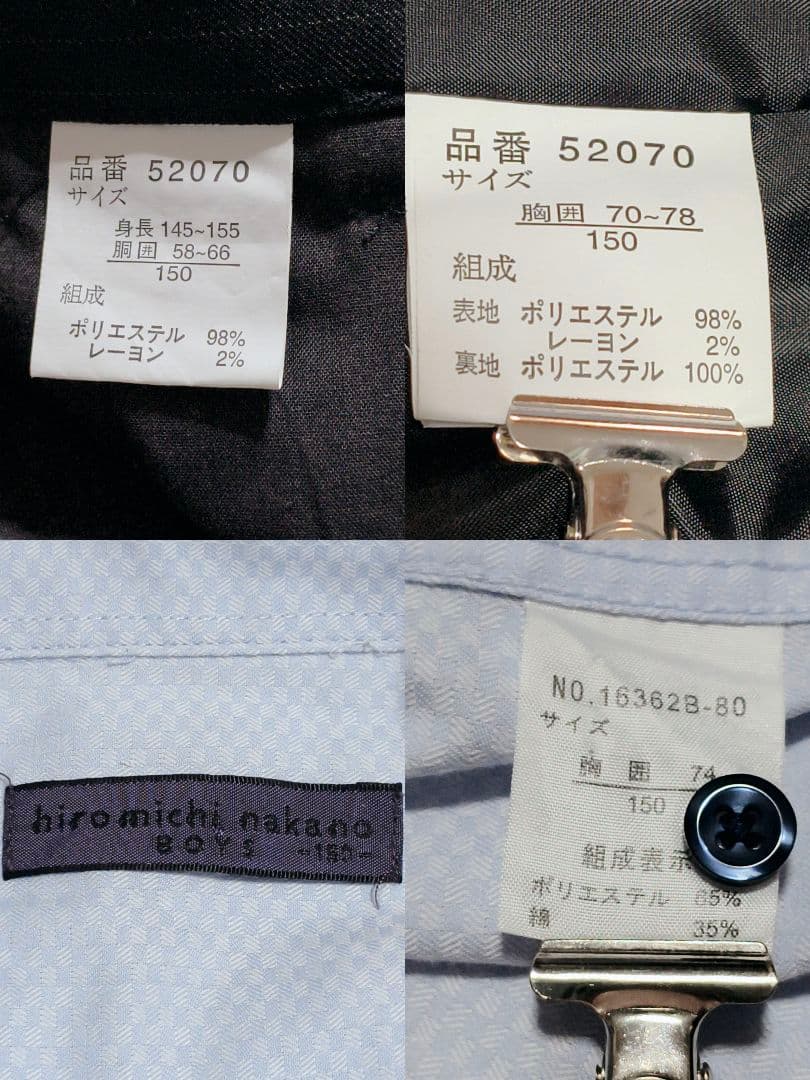 品番 52070
サイズ
身長 145~155
胴囲 58~66
150
組成
ポリエステル 98%
レーヨン 2%
品番 52070
サイズ
胸囲 70~78
150
組成
表地 ポリエステル 98%
レーヨン 2%
裏地 ポリエステル 100%
hiromichi nakano
BOYS -150-
NO.16362B-80
サイズ
胸囲 74
150
組成表示
ポリエステル 65%
綿 35%